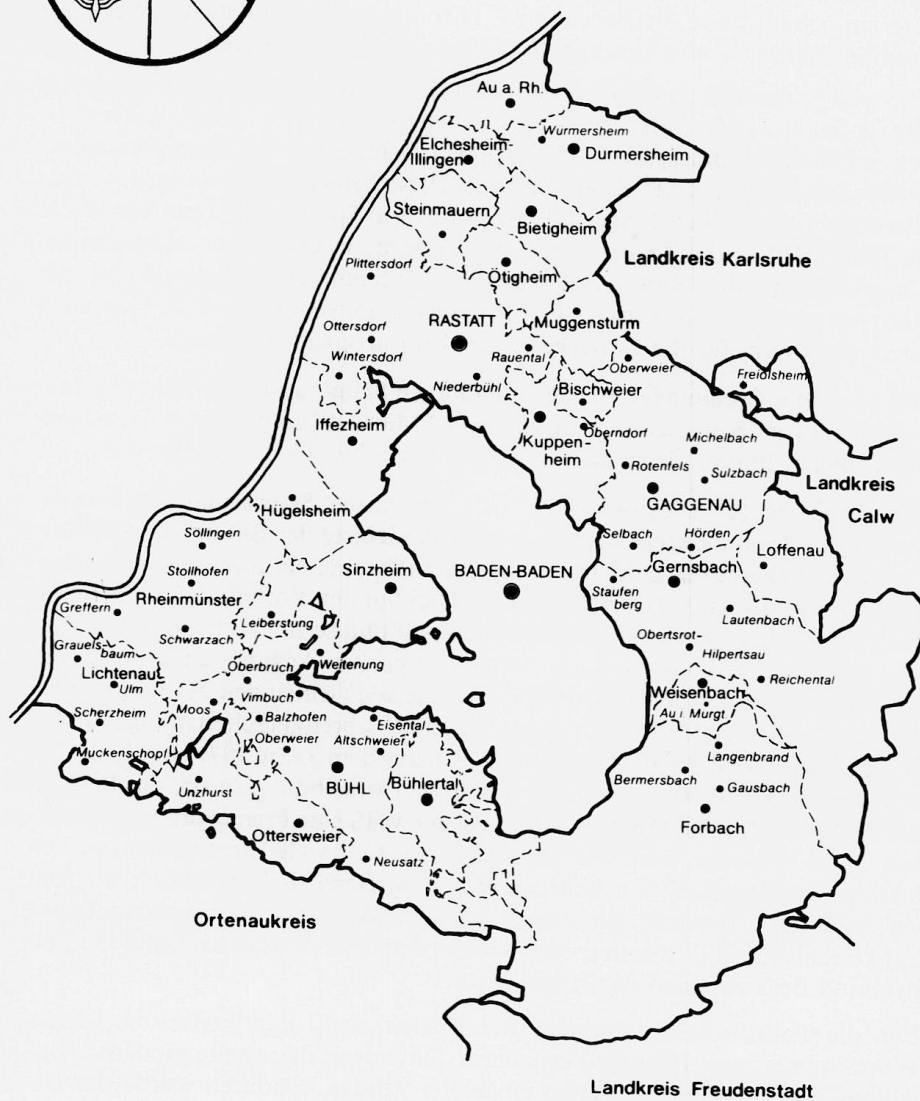 Au a. Rh.
Wurmersheim
Durmersheim
Elchesheim-
Illingen
Steinmauern
Bietigheim
Landkreis Karlsruhe
Plittersdorf
Ötigheim
RASTATT
Muggensturm
Ottersdorf
Wintersdorf
Rauental
Oberweier
Niederbühl
Bischweier
Freiolsheim
Iffezheim
Kuppen-
heim
Oberndorf
Michelbach
Rotenfels
Sulzbach
GAGGENAU
Landkreis
Calw
Hügelsheim
Söllingen
Selbach
Hörden
Loffenau
Stollhofen
Sinzheim
BADEN-BADEN
Gernsbach
Greffern
Rheinmünster
Leiberstung
Staufen
berg
Lautenbach
Schwarzach
Grauels-
baum
Obertsrot-
Hilpertsau
Lichtenau
Ulm
Oberbruch
Weitenung
Reichental
Vimbuch
Weisenbach
Scherzheim
Moos
Balzhofen
Eisental
Au i. Murgt.
Oberweier
Altschweier
Langenbrand
Muckenschopf
Bermersbach
Unzhurst
BÜHL
Bühlertal
Gausbach
Forbach
Ottersweier
Neusatz
Ortenaukreis
Landkreis Freudenstadt